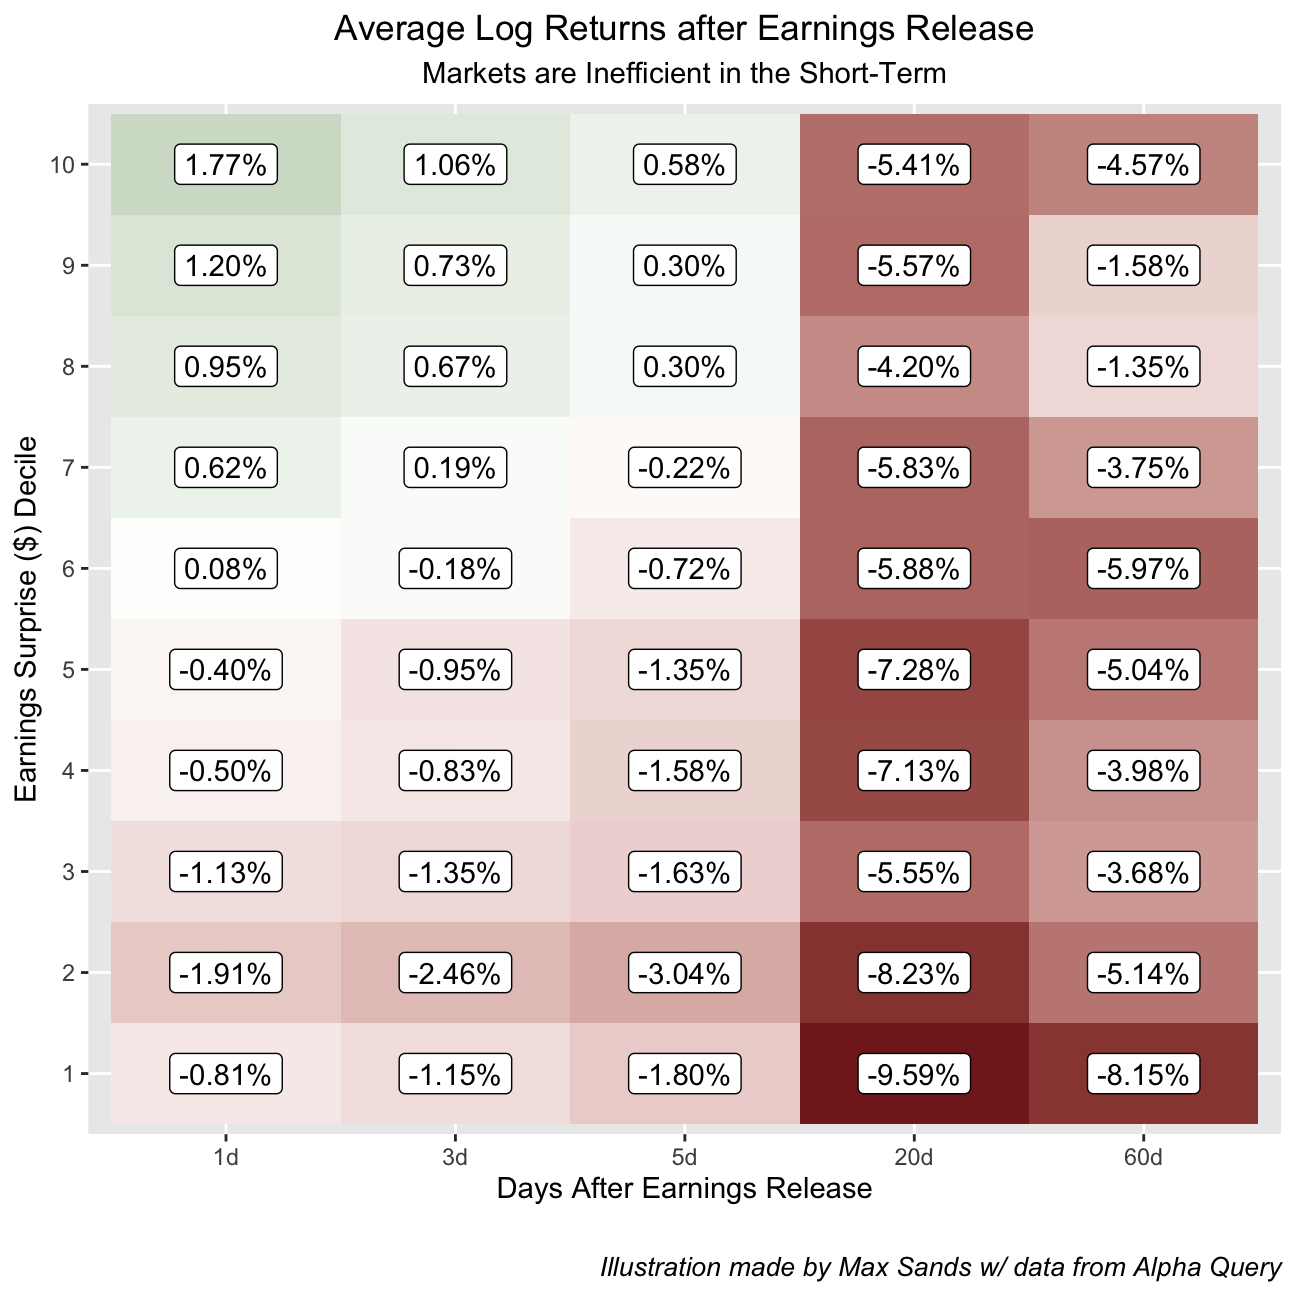 Average Log Returns after Earnings Release
Markets are Inefficient in the Short-Term
Earnings Surprise ($) Decile
10 1.77% 1.06% 0.58% -5.41% -4.57%
9 1.20% 0.73% 0.30% -5.57% -1.58%
8 0.95% 0.67% 0.30% -4.20% -1.35%
7 0.62% 0.19% -0.22% -5.83% -3.75%
6 0.08% -0.18% -0.72% -5.88% -5.97%
5 -0.40% -0.95% -1.35% -7.28% -5.04%
4 -0.50% -0.83% -1.58% -7.13% -3.98%
3 -1.13% -1.35% -1.63% -5.55% -3.68%
2 -1.91% -2.46% -3.04% -8.23% -5.14%
1 -0.81% -1.15% -1.80% -9.59% -8.15%
1d 3d 5d 20d 60d
Days After Earnings Release
Illustration made by Max Sands w/ data from Alpha Query